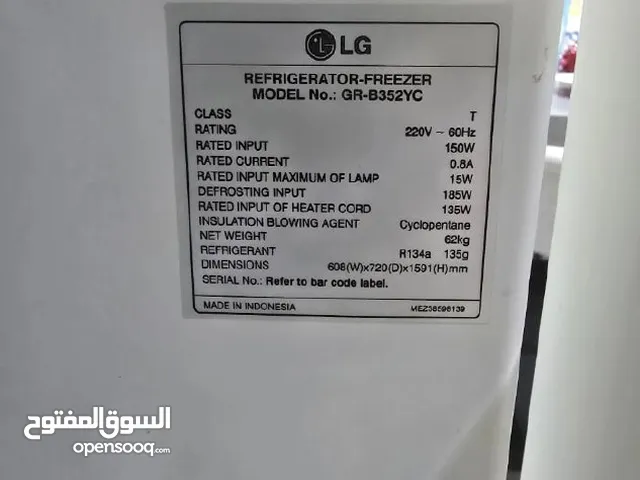 LG
REFRIGERATOR-FREEZER
MODEL No.: GR-B352YC
CLASS T
RATING 220V ~ 60Hz
RATED INPUT 150W
RATED CURRENT 0.8A
RATED INPUT MAXIMUM OF LAMP 15W
DEFROSTING INPUT 185W
RATED INPUT OF HEATER CORD 135W
INSULATION BLOWING AGENT Cyclopentane
NET WEIGHT 62kg
REFRIGERANT R134a 135g
DIMENSIONS 608(W)x720(D)x1591(H)mm
SERIAL No.: Refer to bar code label.
MADE IN INDONESIA MEZ38596139
السوق المفتوح
opensooq.com